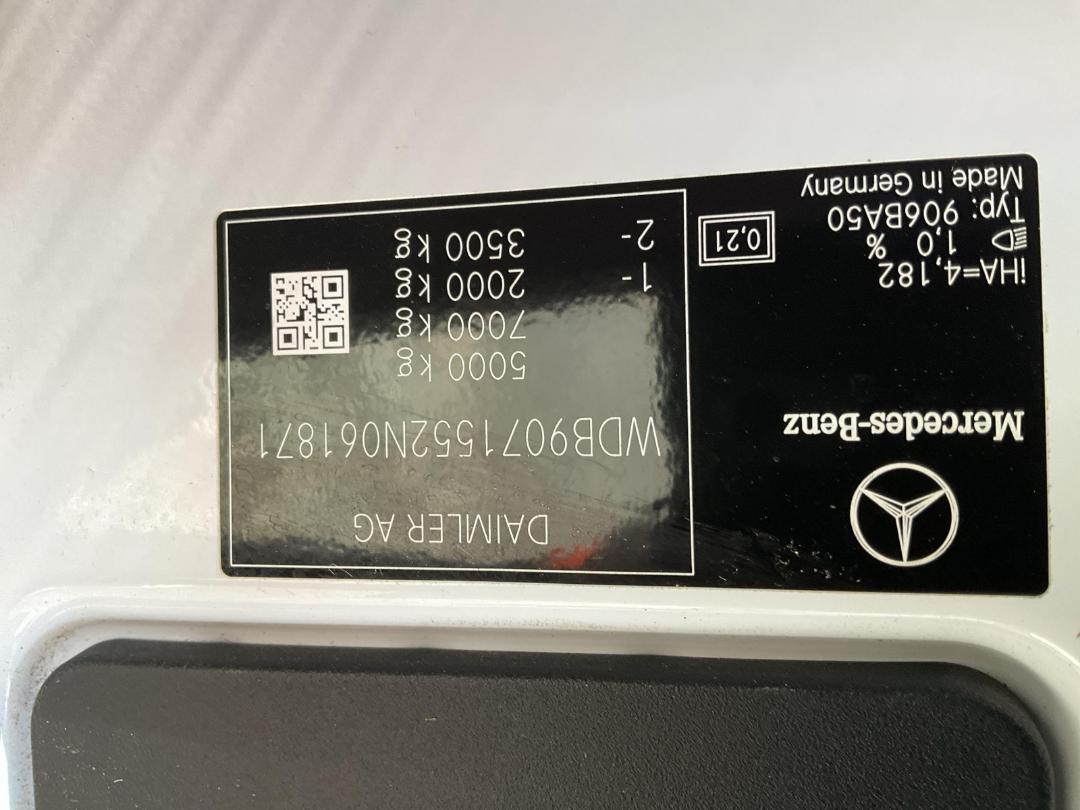 Mercedes-Benz
iHA=4,182
1,0 %
Typ: 906BA50
Made in Germany
0,21
DAIMLER AG
WDB9071552N061871
5000 kg
7000 kg
1- 2000 kg
2- 3500 kg